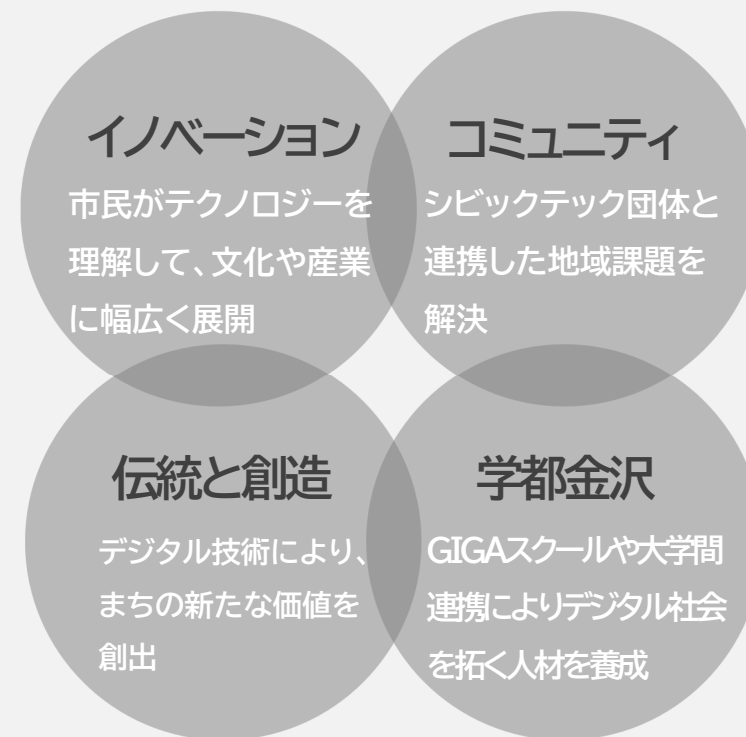 イノベーション
市民がテクノロジーを
理解して、文化や産業
に幅広く展開
コミュニティ
シビックテック団体と
連携した地域課題を
解決
伝統と創造
デジタル技術により、
まちの新たな価値を
創出
学都金沢
GIGAスクールや大学間
連携によりデジタル社会
を拓く人材を養成